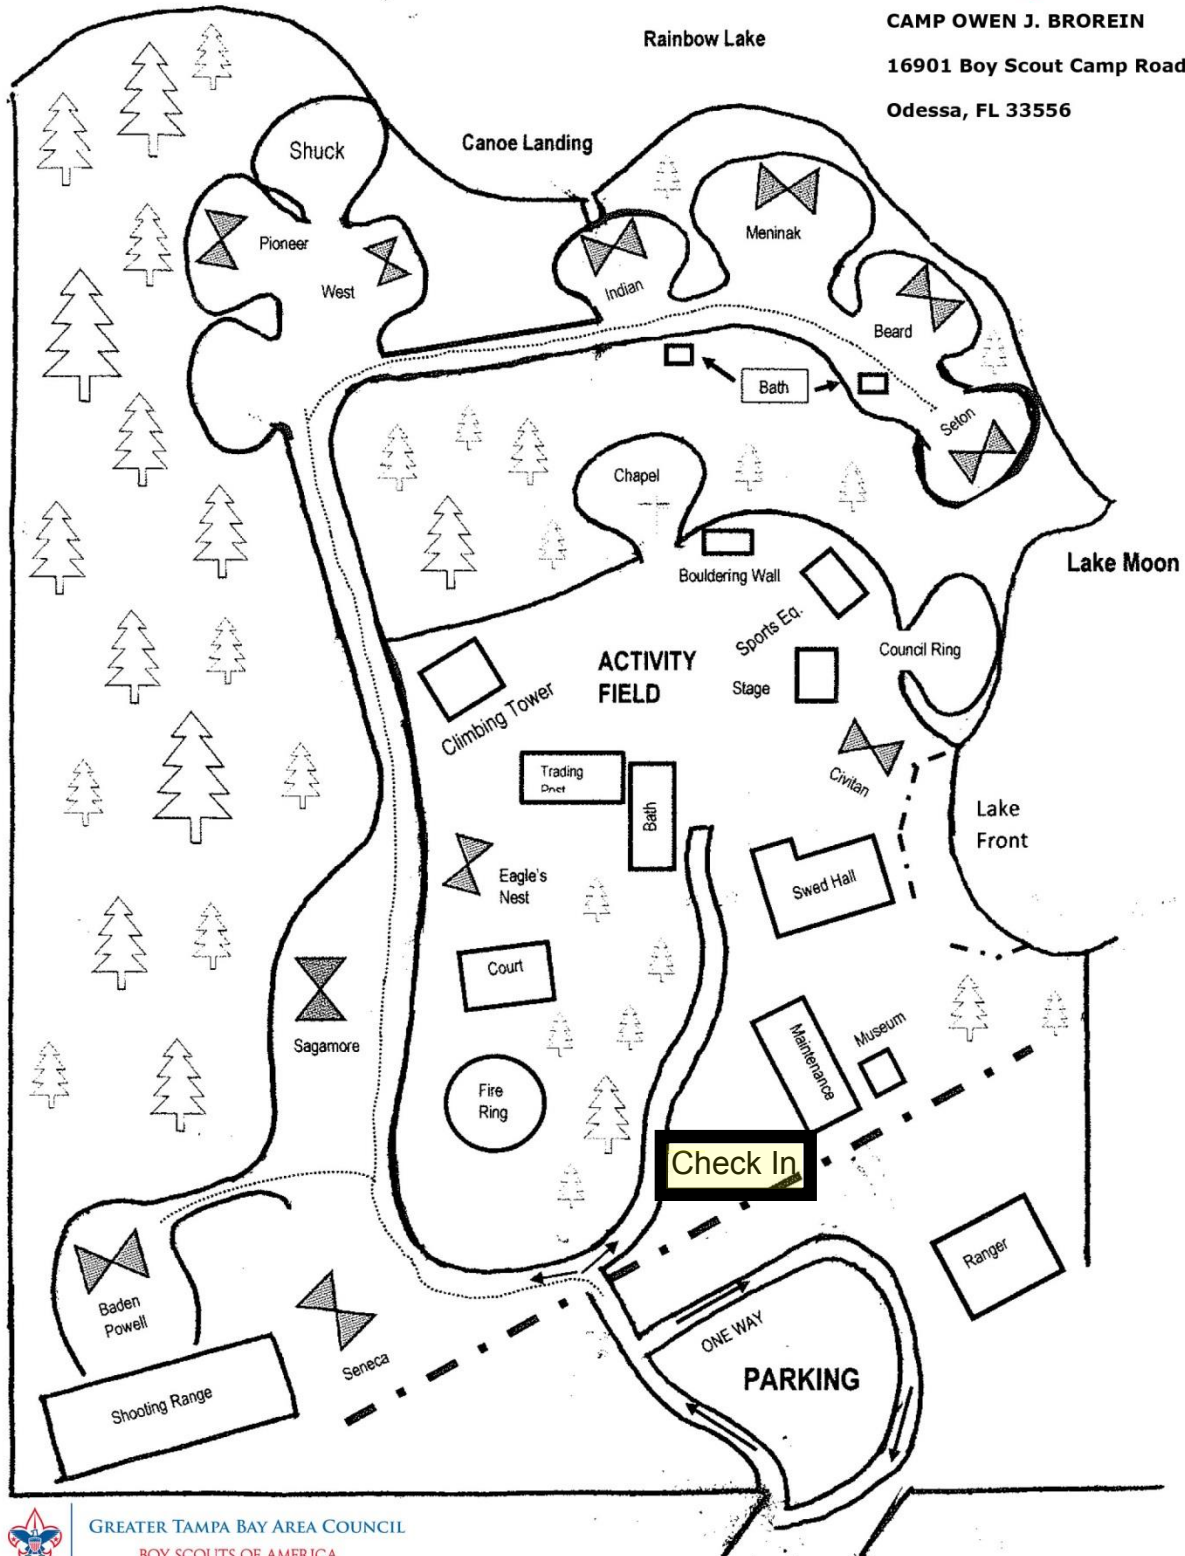 CAMP OWEN J. BROREIN
16901 Boy Scout Camp Road
Odessa, FL 33556
Rainbow Lake
Canoe Landing
Shuck
Pioneer
West
Indian
Meninak
Beard
Seton
Bath
Chapel
Bouldering Wall
Sports Eq.
Lake Moon
Council Ring
ACTIVITY
FIELD
Stage
Climbing Tower
Trading
Post
Bath
Civitan
Lake
Front
Eagle's
Nest
Swed Hall
Court
Sagamore
Maintenance
Museum
Fire
Ring
Check In
Ranger
Baden
Powell
Seneca
Shooting Range
ONE WAY
PARKING
GREATER TAMPA BAY AREA COUNCIL
BOY SCOUTS OF AMERICA